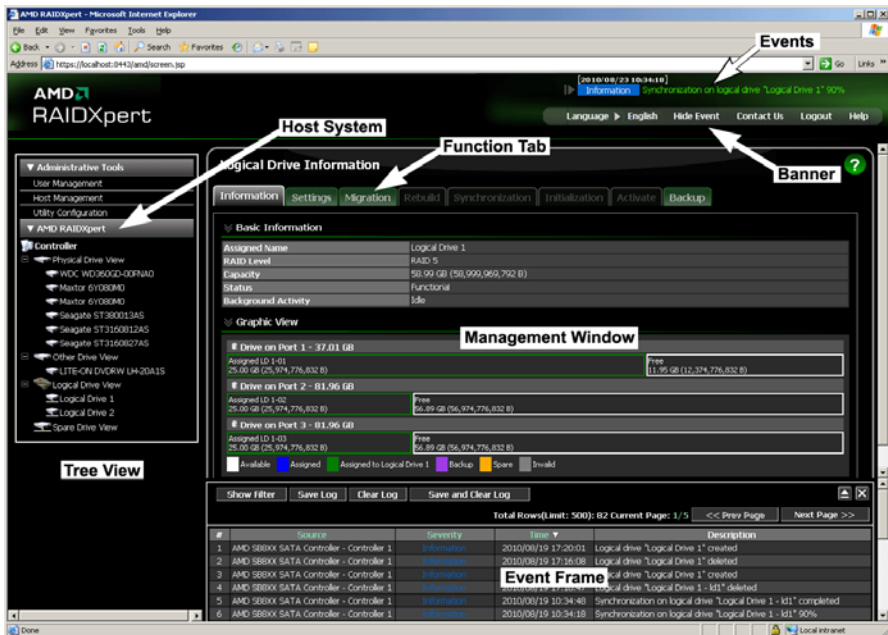 AMD RAIDXpert - Microsoft Internet Explorer
File Edit View Favorites Tools Help
Back Search Favorites
Address https://localhost:8443/amd/screen.jsp Go Links »
Events
[2010/08/23 10:34:18]
Information Synchronization on logical drive "Logical Drive 1" 90%
AMD
RAIDXpert
Language English Hide Event Contact Us Logout Help
Host System
Function Tab
Banner
Administrative Tools
User Management
Host Management
Utility Configuration
AMD RAIDXpert
Controller
Physical Drive View
WDC WD360GD-00FNA0
Maxtor 6Y080M0
Maxtor 6Y080M0
Seagate ST380013AS
Seagate ST3160812AS
Seagate ST3160827AS
Other Drive View
LITE-ON DVDRW LH-20A1S
Logical Drive View
Logical Drive 1
Logical Drive 2
Spare Drive View
Tree View
Logical Drive Information ?
Information Settings Migration Rebuild Synchronization Initialization Activate Backup
Basic Information
Assigned Name Logical Drive 1
RAID Level RAID 5
Capacity 58.99 GB (58,999,969,792 B)
Status Functional
Background Activity Idle
Graphic View
Management Window
Drive on Port 1 - 37.01 GB
Assigned LD 1-01 Free
25.00 GB (25,974,776,832 B) 11.95 GB (12,374,776,832 B)
Drive on Port 2 - 81.96 GB
Assigned LD 1-02 Free
25.00 GB (25,974,776,832 B) 56.89 GB (56,974,776,832 B)
Drive on Port 3 - 81.96 GB
Assigned LD 1-03 Free
25.00 GB (25,974,776,832 B) 56.89 GB (56,974,776,832 B)
Available Assigned Assigned to Logical Drive 1 Backup Spare Invalid
Show Filter Save Log Clear Log Save and Clear Log
Total Rows(Limit: 500): 82 Current Page: 1/5 << Prev Page Next Page >>
# Source Severity Time Description
1 AMD SB8XX SATA Controller - Controller 1 Information 2010/08/19 17:20:01 Logical drive "Logical Drive 1" created
2 AMD SB8XX SATA Controller - Controller 1 Information 2010/08/19 17:16:08 Logical drive "Logical Drive 1" deleted
3 AMD SB8XX SATA Controller - Controller 1 Information drive "Logical Drive 1" created
4 AMD SB8XX SATA Controller - Controller 1 Information drive "Logical Drive 1 - ld1" deleted
Event Frame
5 AMD SB8XX SATA Controller - Controller 1 Information 2010/08/19 10:34:48 Synchronization on logical drive "Logical Drive 1 - ld1" completed
6 AMD SB8XX SATA Controller - Controller 1 Information 2010/08/19 10:34:18 Synchronization on logical drive "Logical Drive 1 - ld1" 90%
Done Local intranet